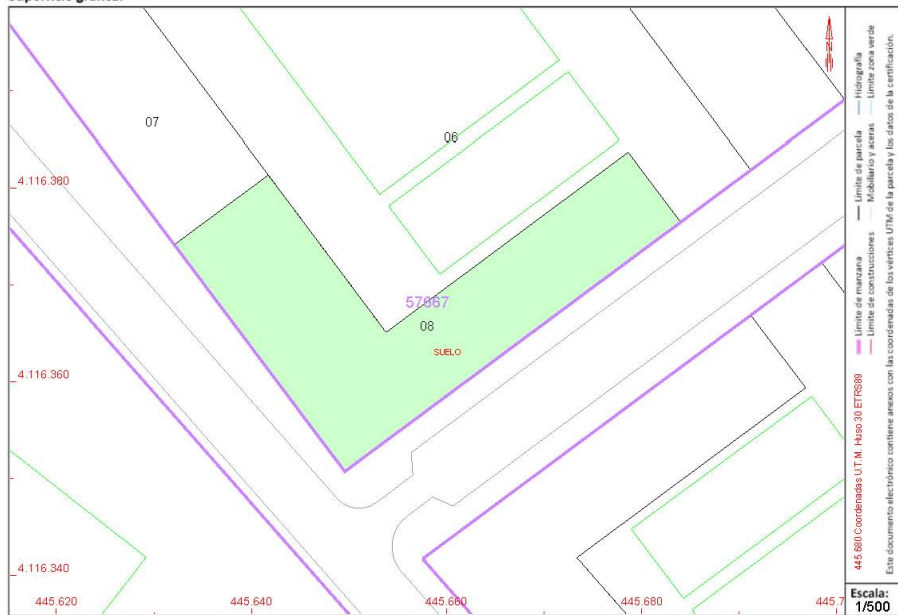 N
07
06
4.116.380
57667
08
SUELO
4.116.360
4.116.340
445.620
445.640
445.660
445.680
445.7
445.680 Coordenadas U.T.M. Huso 30 ETRS89
Límite de manzana
Límite de parcela
Hidrografía
Límite de construcciones
Mobiliario y aceras
Límite zona verde
Este documento electrónico contiene anexos con las coordenadas de los vértices UTM de la parcela y los datos de la certificación.
Escala:
1/500